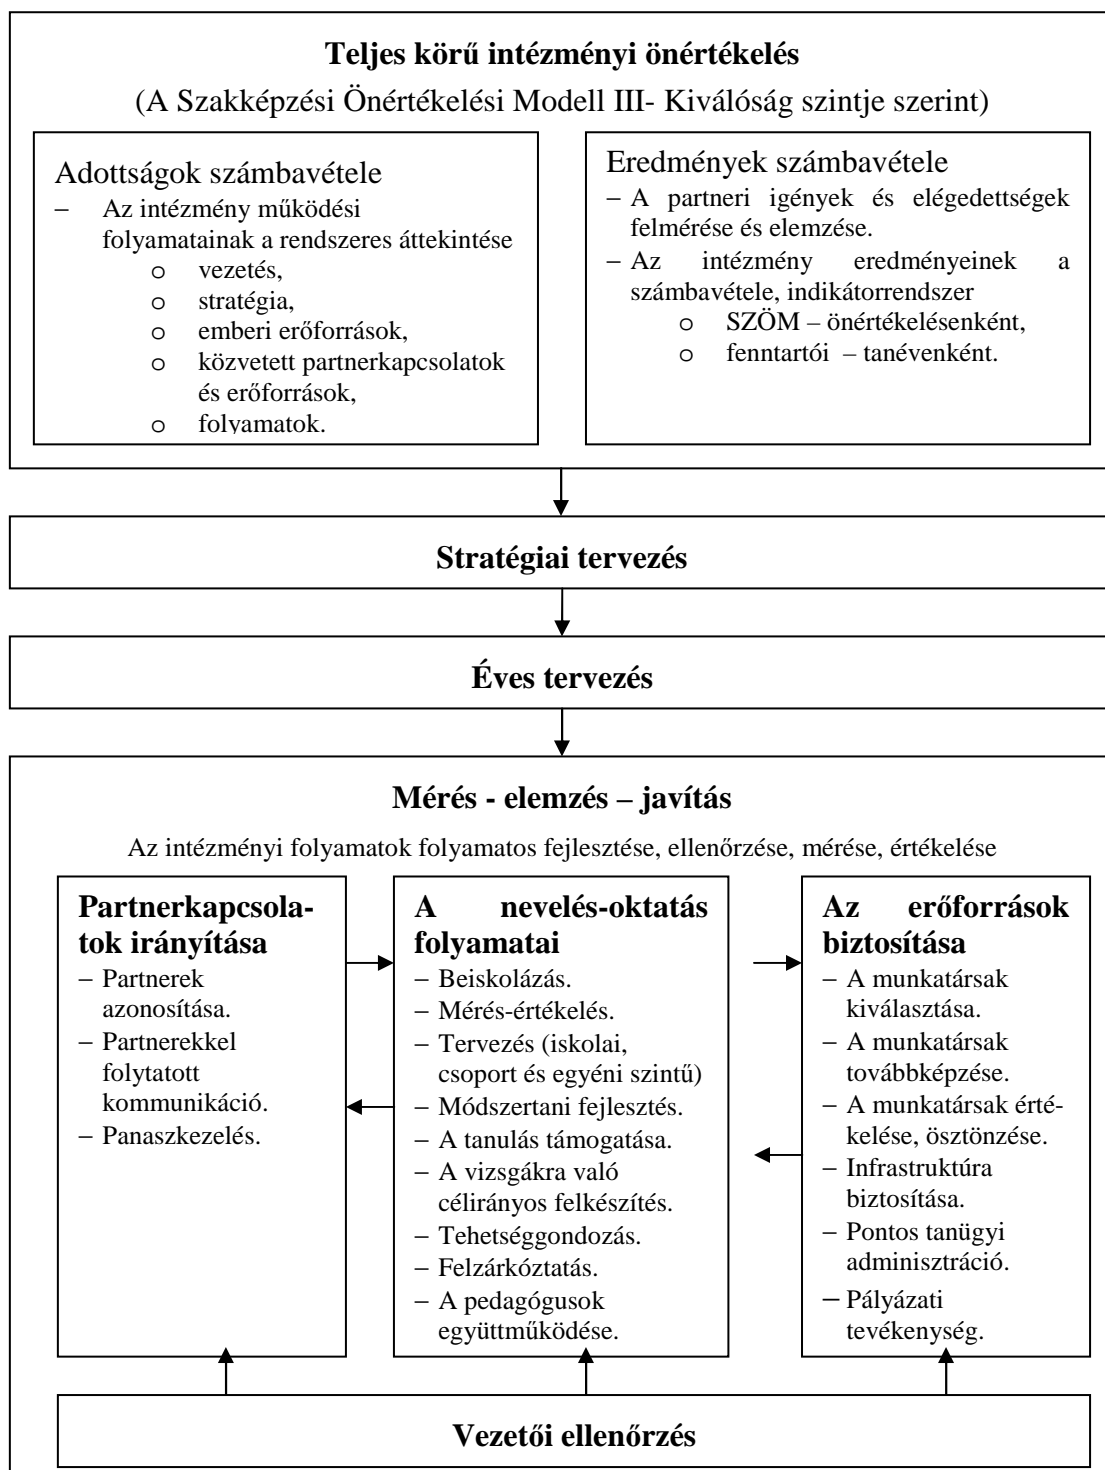 Teljes körű intézményi önértékelés
(A Szakképzési Önértékelési Modell III- Kiválóság szintje szerint)
Adottságok számbavétele
– Az intézmény működési
folyamatainak a rendszeres áttekintése
o vezetés,
o stratégia,
o emberi erőforrások,
o közvetett partnerkapcsolatok
és erőforrások,
o folyamatok.
Eredmények számbavétele
– A partneri igények és elégedettségek
felmérése és elemzése.
– Az intézmény eredményeinek a
számbavétele, indikátorrendszer
o SZÖM – önértékelésenként,
o fenntartói – tanévenként.
Stratégiai tervezés
Éves tervezés
Mérés - elemzés – javítás
Az intézményi folyamatok folyamatos fejlesztése, ellenőrzése, mérése, értékelése
Partnerkapcsola-
tok irányítása
– Partnerek
azonosítása.
– Partnerekkel
folytatott
kommunikáció.
– Panaszkezelés.
A nevelés-oktatás
folyamatai
– Beiskolázás.
– Mérés-értékelés.
– Tervezés (iskolai,
csoport és egyéni szintű)
– Módszertani fejlesztés.
– A tanulás támogatása.
– A vizsgákra való
célirányos felkészítés.
– Tehetséggondozás.
– Felzárkóztatás.
– A pedagógusok
együttműködése.
Az erőforrások
biztosítása
– A munkatársak
kiválasztása.
– A munkatársak
továbbképzése.
– A munkatársak érté-
kelése, ösztönzése.
– Infrastruktúra
biztosítása.
– Pontos tanügyi
adminisztráció.
– Pályázati
tevékenység.
Vezetői ellenőrzés